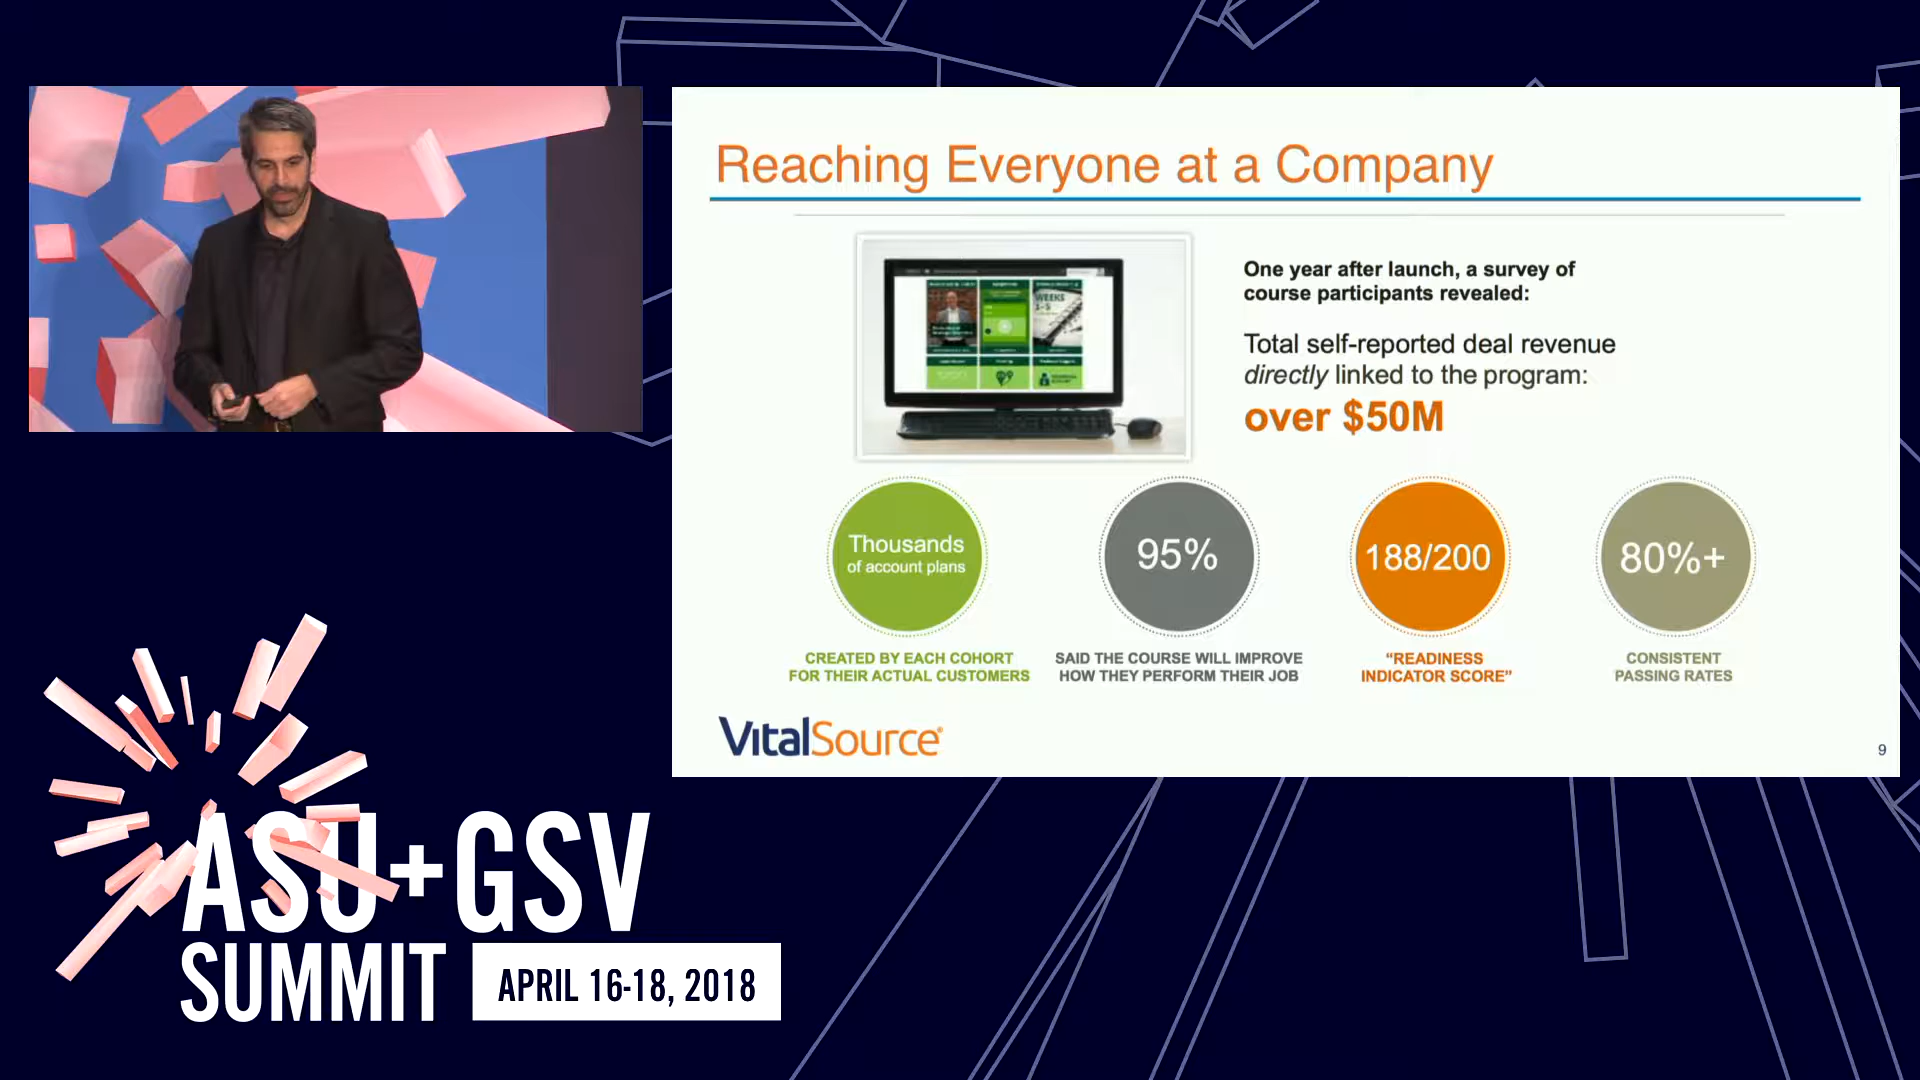 Reaching Everyone at a Company
WEEKS
1-5
One year after launch, a survey of
course participants revealed:
Total self-reported deal revenue
directly linked to the program:
over $50M
Thousands
of account plans
95%
188/200
80%+
CREATED BY EACH COHORT
FOR THEIR ACTUAL CUSTOMERS
SAID THE COURSE WILL IMPROVE
HOW THEY PERFORM THEIR JOB
“READINESS
INDICATOR SCORE”
CONSISTENT
PASSING RATES
VitalSource®
9
ASU+GSV
SUMMIT
APRIL 16-18, 2018